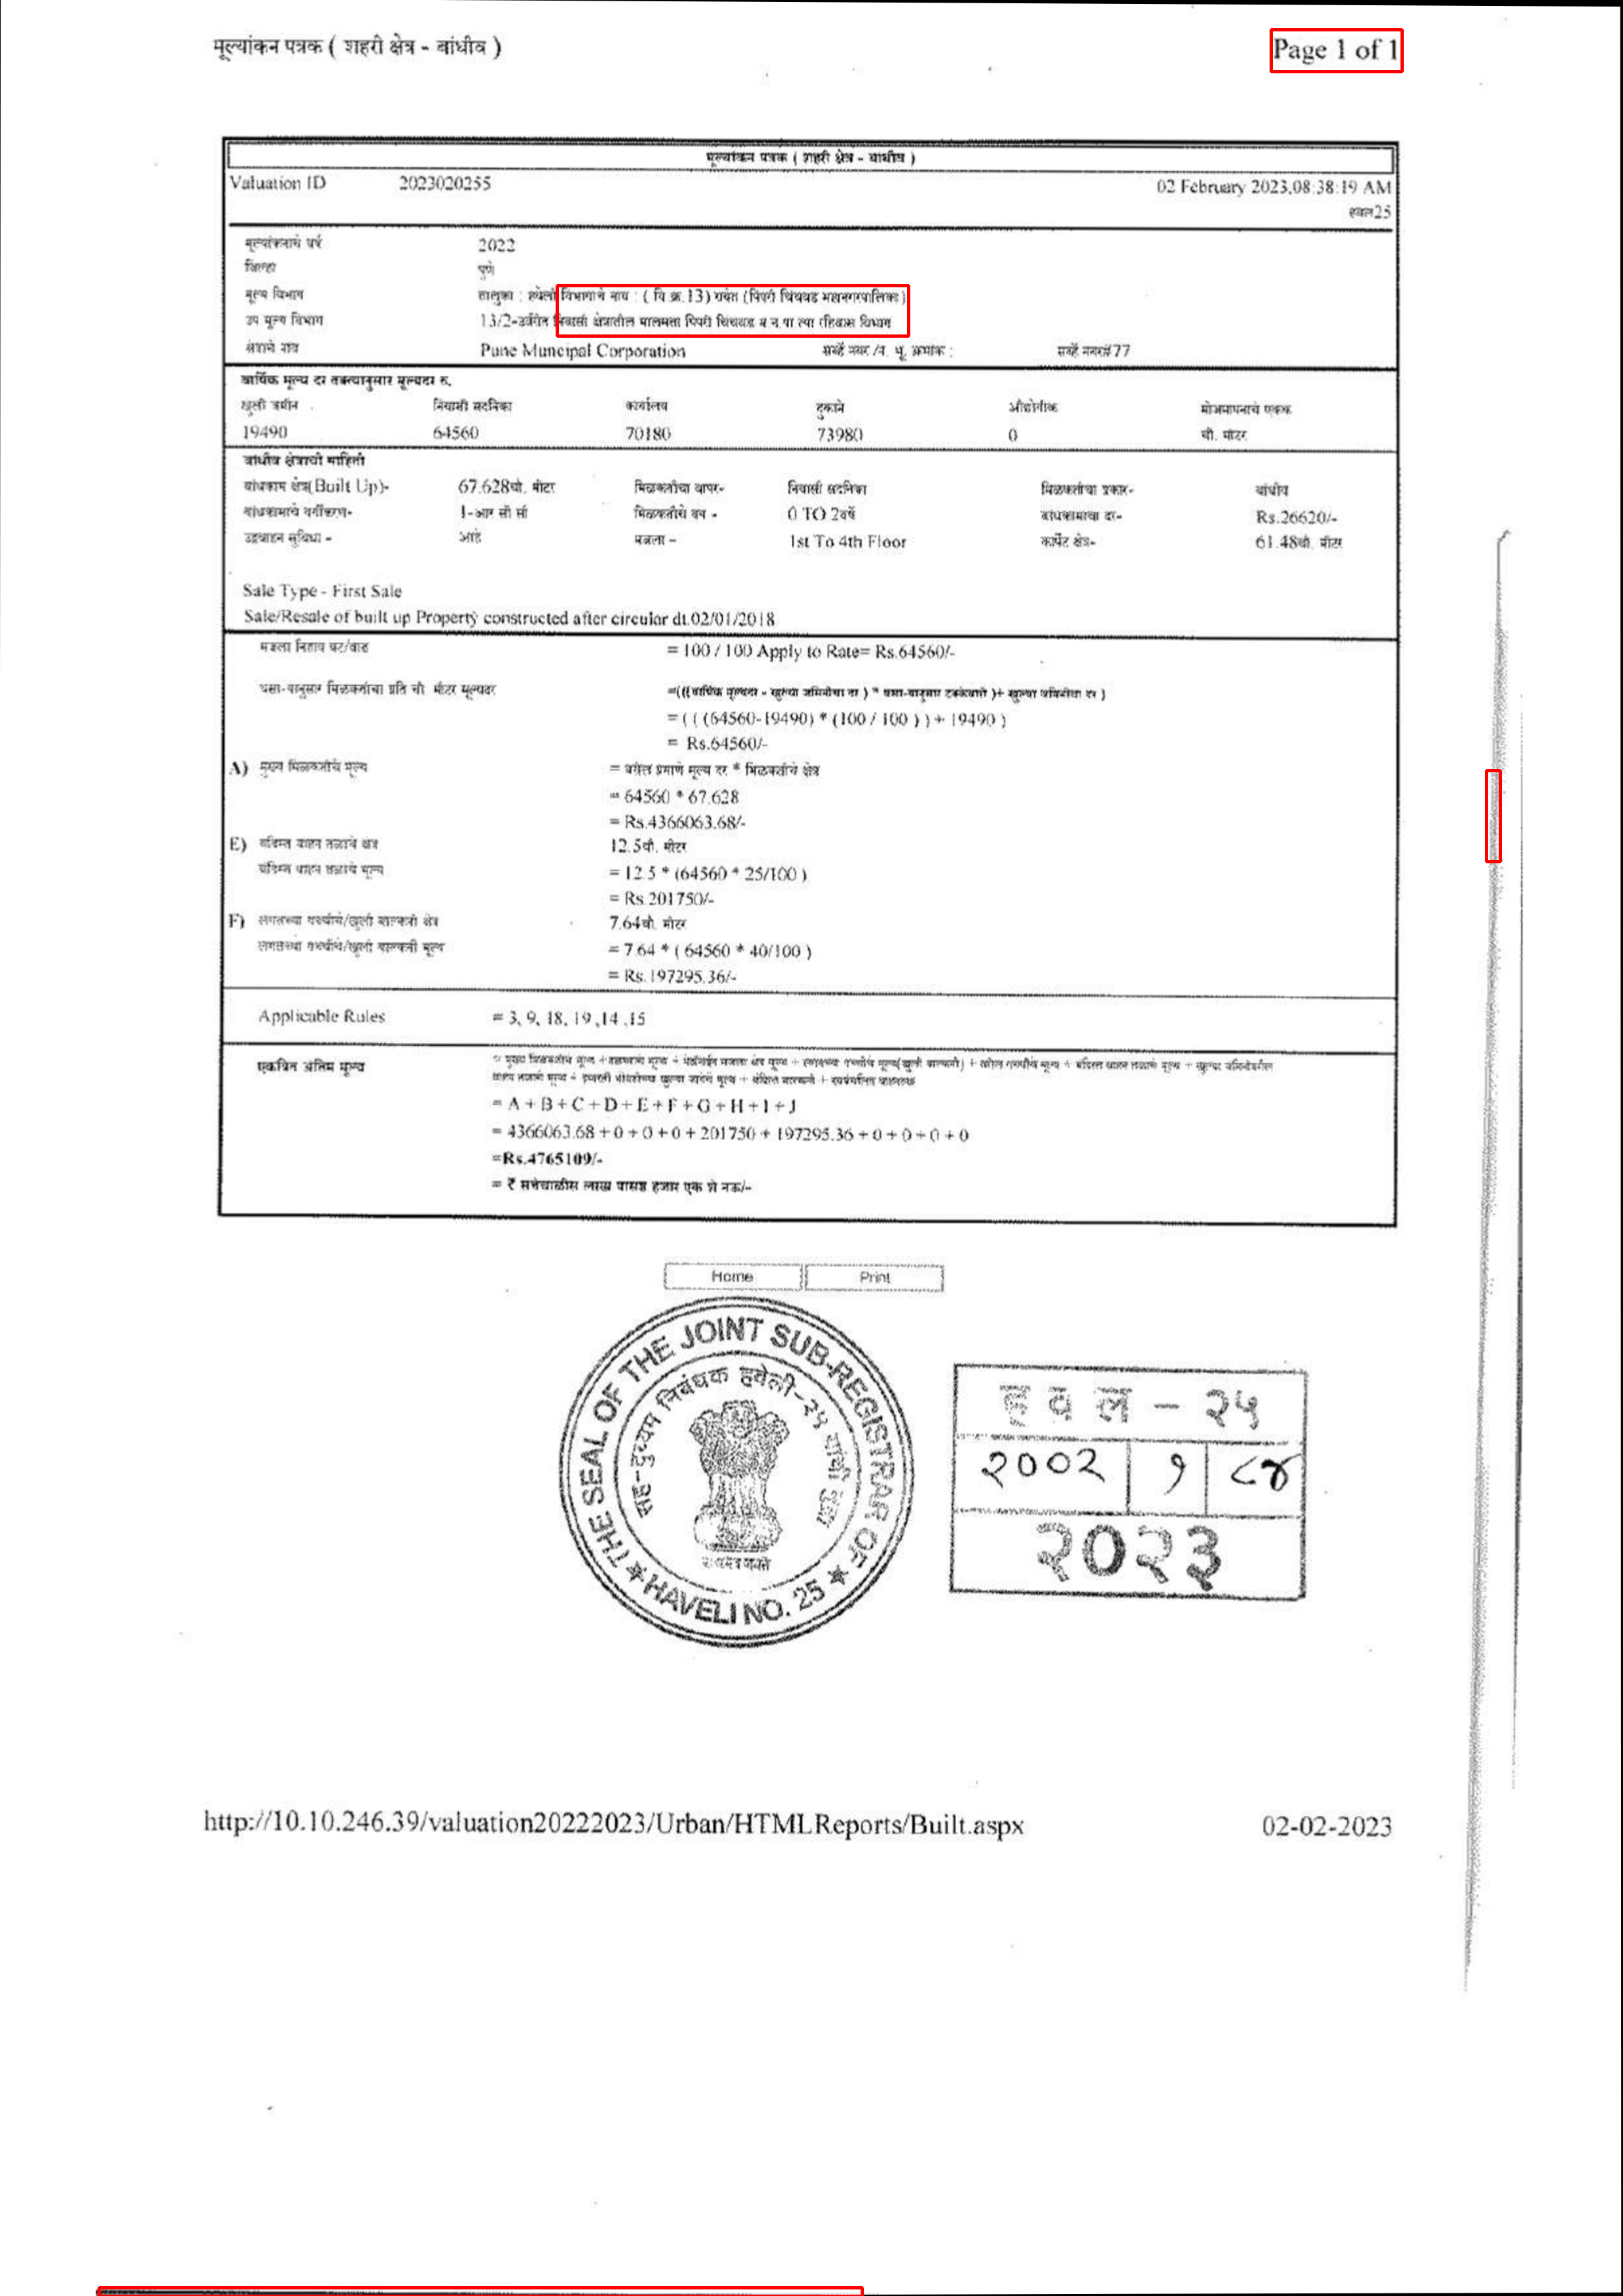 मूल्यांकन पत्रक ( शहरी क्षेत्र - बांधीव )
Page 1 of 1
मूल्यांकन पत्रक ( शहरी क्षेत्र - बांधीव )
Valuation ID 2023020255 02 February 2023,08:38:19 AM
हवल25
मूल्यांकनाचे वर्ष 2022
जिल्हा पुणे
मूल्य विभाग तालुका : हवेली विभागाचे नाव : ( वि.क्र.13) रावेत (पिंपरी चिंचवड महानगरपालिका)
उप मूल्य विभाग 13/2-उर्वरीत निवासी क्षेत्रातील मालमत्ता पिंपरी चिंचवड म न पा च्या रहिवास विभाग
क्षेत्राचे नाव Pune Muncipal Corporation सर्व्हे नंबर /न. भू. क्रमांक : सर्व्हे नंबर#77
वार्षिक मूल्य दर तक्त्यानुसार मूल्यदर रु.
खुली जमीन निवासी सदनिका कार्यालय दुकाने औद्योगीक मोजमापनाचे एकक
19490 64560 70180 73980 0 चौ. मीटर
बांधीव क्षेत्राची माहिती
बांधकाम क्षेत्र(Built Up)- 67.628चौ. मीटर मिळकतीचा वापर- निवासी सदनिका मिळकतीचा प्रकार- बांधीव
बांधकामाचे वर्गीकरण- 1-आर सी सी मिळकतीचे वय - 0 TO 2वर्षे बांधकामाचा दर- Rs.26620/-
उद्ववाहन सुविधा - आहे मजला - 1st To 4th Floor कार्पेट क्षेत्र- 61.48चौ. मीटर
Sale Type - First Sale
Sale/Resale of built up Property constructed after circular dt.02/01/2018
मजला निहाय घट/वाढ = 100 / 100 Apply to Rate= Rs.64560/-
घसा-यानुसार मिळकतीचा प्रति चौ. मीटर मूल्यदर =(((वार्षिक मूल्यदर - खुल्या जमिनीचा दर ) * घसा-यानुसार टक्केवारी )+ खुल्या जमिनीचा दर )
= ( ( (64560-19490) * (100 / 100 ) ) + 19490 )
= Rs.64560/-
A) मुख्य मिळकतीचे मूल्य = वरील प्रमाणे मूल्य दर * मिळकतीचे क्षेत्र
= 64560 * 67.628
= Rs.4366063.68/-
E) बंदिस्त वाहन तळाचे क्षेत्र 12.5चौ. मीटर
बंदिस्त वाहन तळाचे मूल्य = 12.5 * (64560 * 25/100 )
= Rs.201750/-
F) लगतच्या गच्चीचे/खुली बाल्कनी क्षेत्र 7.64चौ. मीटर
लगतच्या गच्चीचे/खुली बाल्कनी मूल्य = 7.64 * ( 64560 * 40/100 )
= Rs.197295.36/-
Applicable Rules = 3, 9, 18, 19 ,14 ,15
एकत्रित अंतिम मूल्य = मुख्य मिळकतीचे मूल्य + तळघराचे मूल्य + मेझॅनाईन मजला क्षेत्र मूल्य + लगतच्या गच्चीचे मूल्य(खुली बाल्कनी) + वरील गच्चीचे मूल्य + बंदिस्त वाहन तळाचे मूल्य + खुल्या जमिनीवरील
वाहन तळाचे मूल्य + इमारती भोवतीच्या खुल्या जागेचे मूल्य + बंदिस्त बाल्कनी + स्वयंचलित वाहनतळ
= A + B + C + D + E + F + G + H + I + J
= 4366063.68 + 0 + 0 + 0 + 201750 + 197295.36 + 0 + 0 + 0 + 0
=Rs.4765109/-
= ₹ सत्तेचाळीस लाख पासष्ठ हजार एक शे नऊ/-
Home Print
THE SEAL OF THE JOINT SUB-REGISTRAR OF
HAVELI NO. 25
सह-दुय्यम निबंधक हवेली-२५ यांची मुद्रा
सत्यमेव जयते
हवल - २५
२००२ १ ८४
२०२३
http://10.10.246.39/valuation20222023/Urban/HTMLReports/Built.aspx 02-02-2023